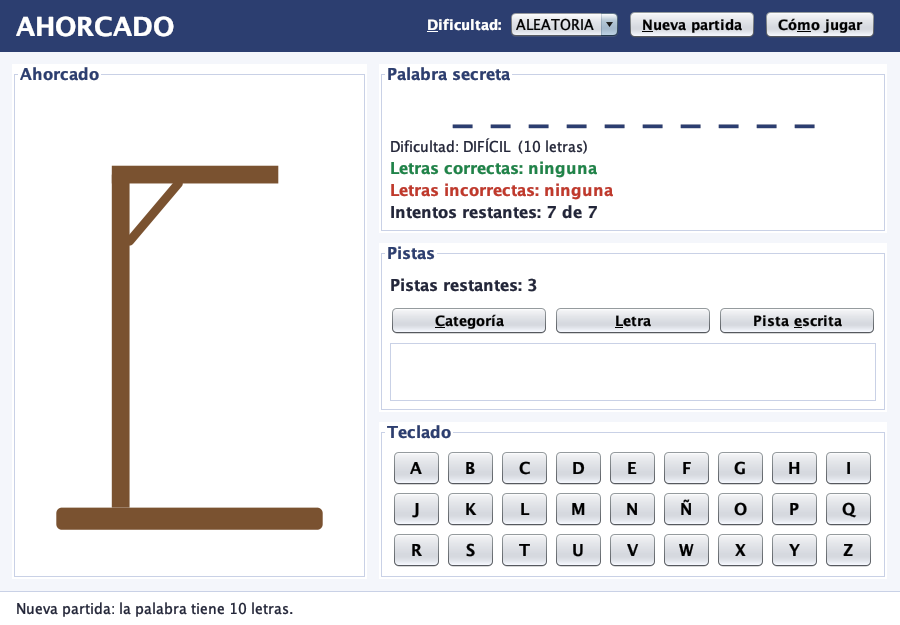 AHORCADO
Dificultad: ALEATORIA Nueva partida Cómo jugar
Ahorcado
Palabra secreta
_ _ _ _ _ _ _ _ _ _
Dificultad: DIFÍCIL (10 letras)
Letras correctas: ninguna
Letras incorrectas: ninguna
Intentos restantes: 7 de 7
Pistas
Pistas restantes: 3
Categoría Letra Pista escrita
Teclado
A B C D E F G H I
J K L M N Ñ O P Q
R S T U V W X Y Z
Nueva partida: la palabra tiene 10 letras.